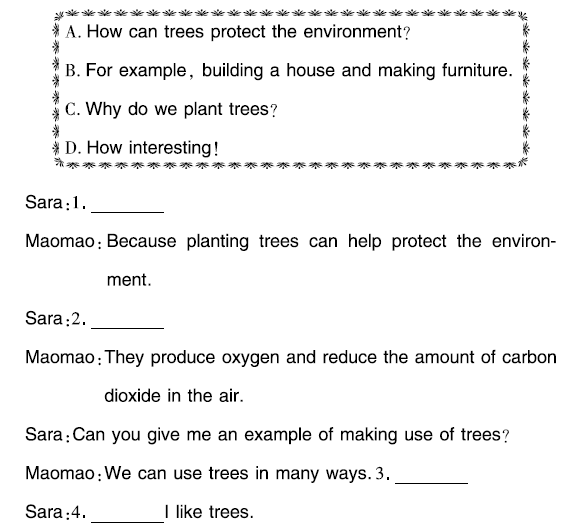 A. How can trees protect the environment?
B. For example, building a house and making furniture.
C. Why do we plant trees?
D. How interesting!
Sara:1. ________
Maomao: Because planting trees can help protect the environ-
ment.
Sara:2. ________
Maomao:They produce oxygen and reduce the amount of carbon
dioxide in the air.
Sara:Can you give me an example of making use of trees?
Maomao:We can use trees in many ways. 3. ________
Sara:4. ________I like trees.